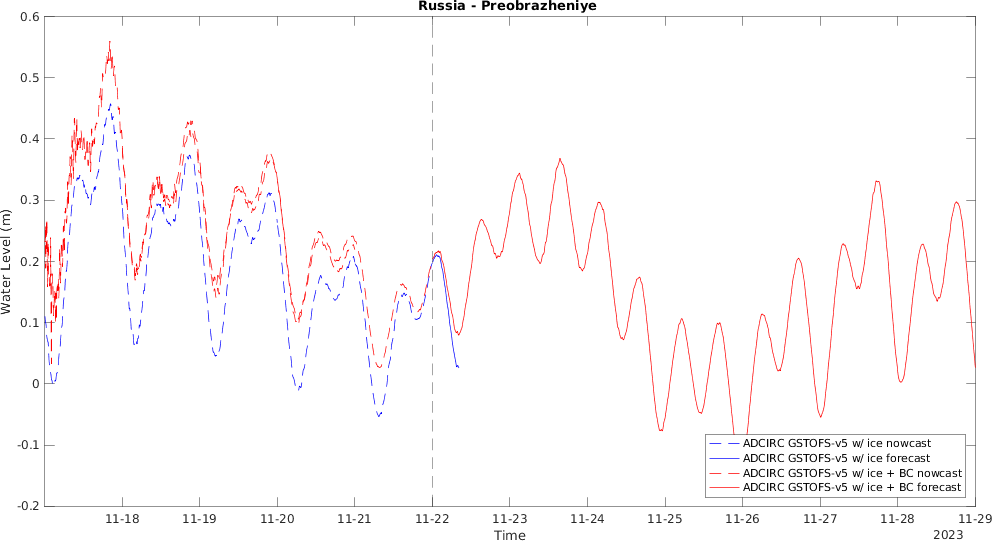 Russia - Preobrazheniye
0.6
0.5
0.4
0.3
0.2
0.1
0
-0.1
-0.2
Water Level (m)
ADCIRC GSTOFS-v5 w/ ice nowcast
ADCIRC GSTOFS-v5 w/ ice forecast
ADCIRC GSTOFS-v5 w/ ice + BC nowcast
ADCIRC GSTOFS-v5 w/ ice + BC forecast
11-18 11-19 11-20 11-21 11-22 11-23 11-24 11-25 11-26 11-27 11-28 11-29
Time
2023